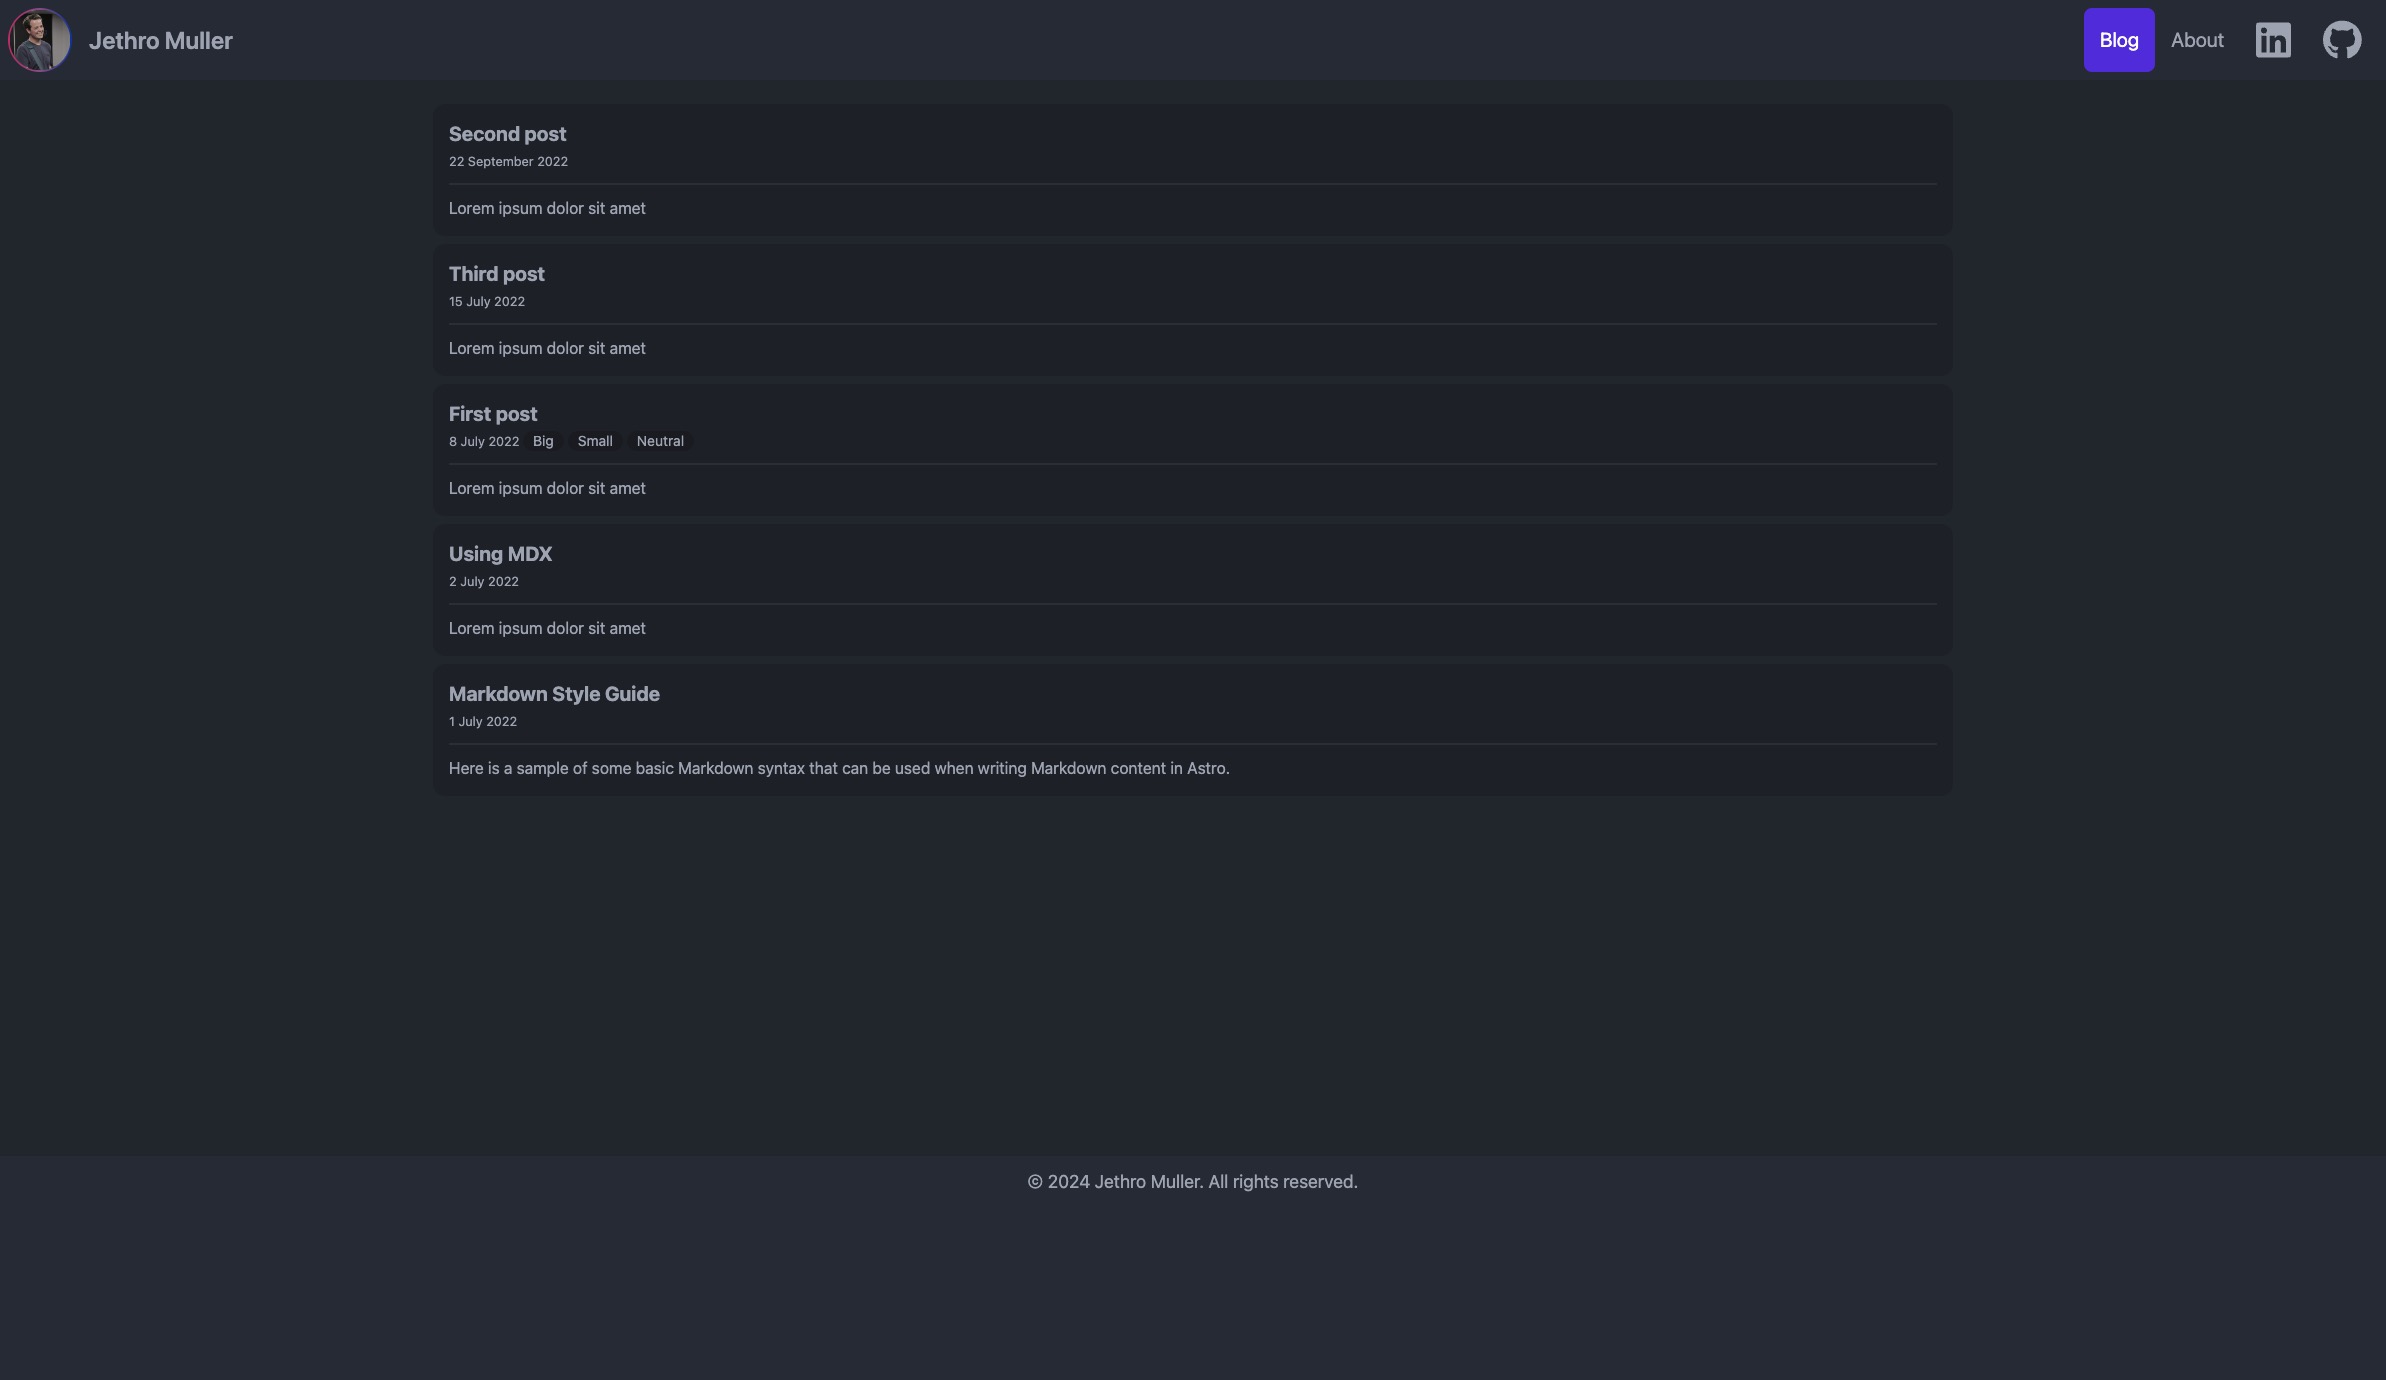 Jethro Muller
Blog About
Second post
22 September 2022
Lorem ipsum dolor sit amet
Third post
15 July 2022
Lorem ipsum dolor sit amet
First post
8 July 2022 Big Small Neutral
Lorem ipsum dolor sit amet
Using MDX
2 July 2022
Lorem ipsum dolor sit amet
Markdown Style Guide
1 July 2022
Here is a sample of some basic Markdown syntax that can be used when writing Markdown content in Astro.
© 2024 Jethro Muller. All rights reserved.